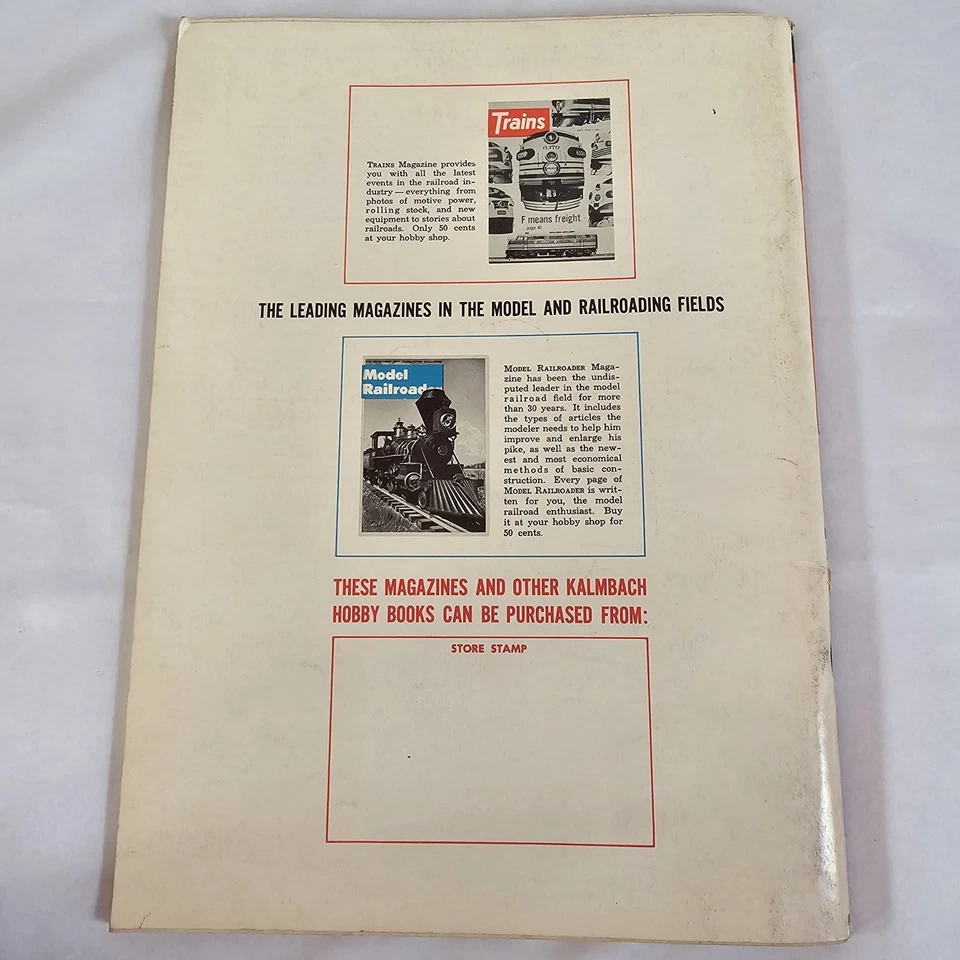 Trains
6370
F means freight
page 40
TRAINS Magazine provides
you with all the latest
events in the railroad in-
dustry — everything from
photos of motive power,
rolling stock, and new
equipment to stories about
railroads. Only 50 cents
at your hobby shop.
THE LEADING MAGAZINES IN THE MODEL AND RAILROADING FIELDS
Model
Railroader
MODEL RAILROADER Maga-
zine has been the undis-
puted leader in the model
railroad field for more
than 30 years. It includes
the types of articles the
modeler needs to help him
improve and enlarge his
pike, as well as the new-
est and most economical
methods of basic con-
struction. Every page of
MODEL RAILROADER is writ-
ten for you, the model
railroad enthusiast. Buy
it at your hobby shop for
50 cents.
THESE MAGAZINES AND OTHER KALMBACH
HOBBY BOOKS CAN BE PURCHASED FROM:
STORE STAMP